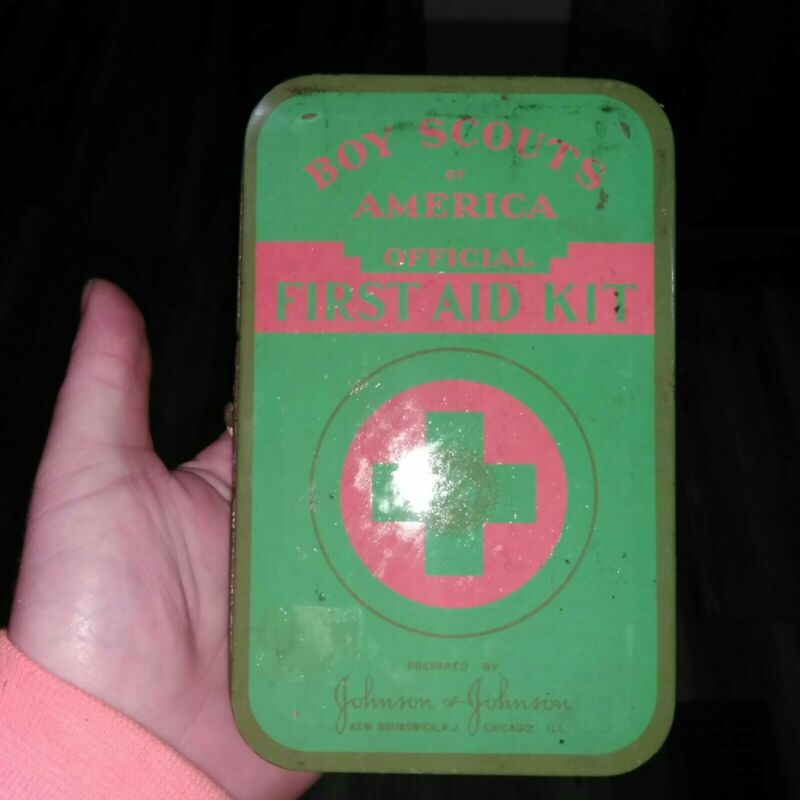 BOY SCOUTS
OF
AMERICA
OFFICIAL
FIRST AID KIT
PREPARED BY
Johnson & Johnson
NEW BRUNSWICK, N.J. CHICAGO, ILL.